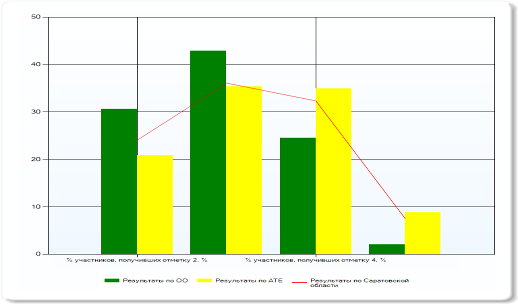 50
40
30
20
10
0
% участников, получивших отметку 2, % % участников, получивших отметку 4, %
Результаты по ОО Результаты по АТЕ Результаты по Саратовской
области